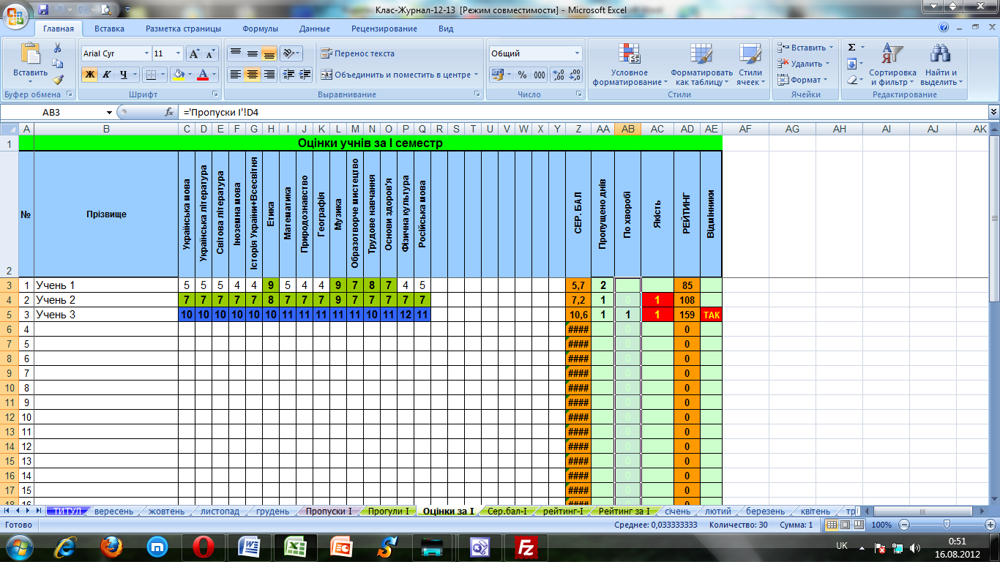 Клас-Журнал-12-13 [Режим совместимости] - Microsoft Excel
Главная Вставка Разметка страницы Формулы Данные Рецензирование Вид
Вставить
Arial Cyr 11
Ж К Ч
Перенос текста
Объединить и поместить в центре
Общий
% 000
Условное форматирование
Форматировать как таблицу
Стили ячеек
Вставить
Удалить
Формат
Сортировка и фильтр
Найти и выделить
Буфер обмена Шрифт Выравнивание Число Стили Ячейки Редактирование
AB3 fx ='Пропуски І'!D4
A B C D E F G H I J K L M N O P Q R S T U V W X Y Z AA AB AC AD AE AF AG AH AI AJ AK
1 Оцінки учнів за І семестр
2 № Прізвище Українська мова Українська література Світова література Іноземна мова Історія України+Всесвітня Етика Математика Природознавство Географія Музика Образотворче мистецтво Трудове навчання Основи здоров'я Фізична культура Російська мова СЕР. БАЛ Пропущено днів По хворобі Якість РЕЙТИНГ Відмінники
3 1 Учень 1 5 5 5 4 4 9 5 4 4 9 7 8 7 4 5 5,7 2 85
4 2 Учень 2 7 7 7 7 7 8 7 7 7 9 7 7 7 7 7 7,2 1 0 1 108
5 3 Учень 3 10 10 10 10 10 10 11 11 11 11 11 10 11 12 11 10,6 1 1 1 159 ТАК
6 4 #### 0 0
7 5 #### 0 0
8 6 #### 0 0
9 7 #### 0 0
10 8 #### 0 0
11 9 #### 0 0
12 10 #### 0 0
13 11 #### 0 0
14 12 #### 0 0
15 13 #### 0 0
16 14 #### 0 0
17 15 #### 0 0
ТИТУЛ вересень жовтень листопад грудень Пропуски І Прогули І Оцінки за І Сер.бал-І рейтинг-І Рейтинг за І січень лютий березень квітень
Готово Среднее: 0,033333333 Количество: 30 Сумма: 1 100%
UK 0:51
16.08.2012